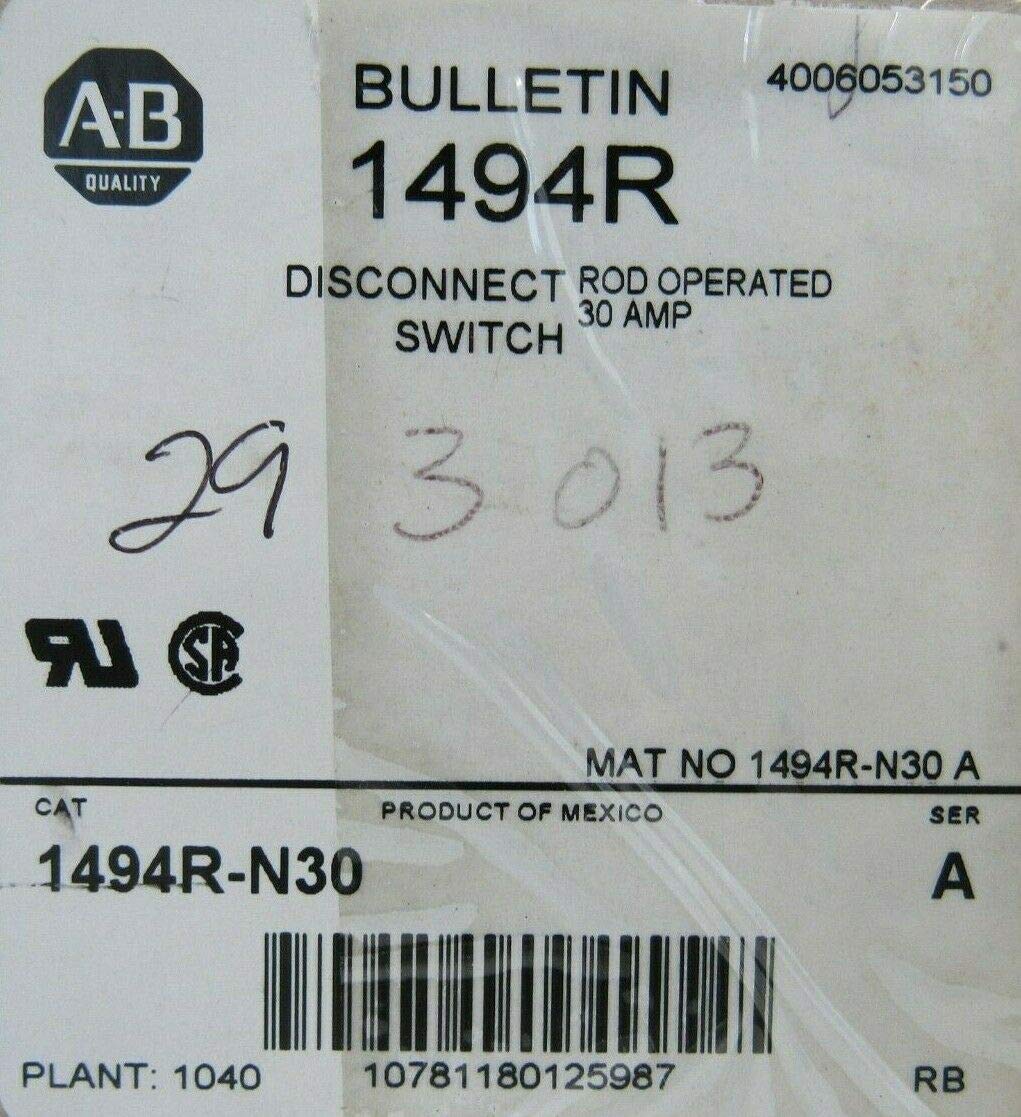 A-B
QUALITY
BULLETIN
1494R
4006053150
DISCONNECT
SWITCH
ROD OPERATED
30 AMP
29 3 013
MAT NO 1494R-N30 A
CAT
PRODUCT OF MEXICO
SER
1494R-N30
A
PLANT: 1040
10781180125987
RB